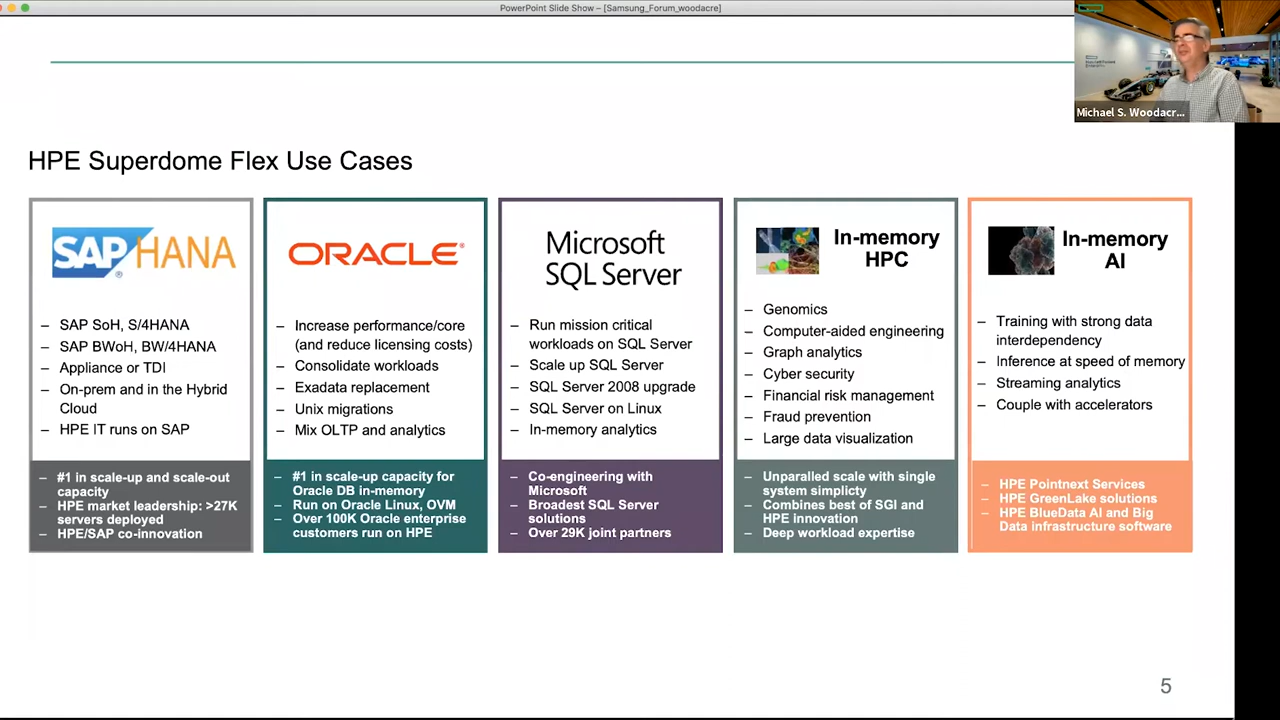 PowerPoint Slide Show – [Samsung_Forum_woodacre]
Michael S. Woodacr...
HPE Superdome Flex Use Cases
SAP HANA
®
– SAP SoH, S/4HANA
– SAP BWoH, BW/4HANA
– Appliance or TDI
– On-prem and in the Hybrid
Cloud
– HPE IT runs on SAP
– #1 in scale-up and scale-out
capacity
– HPE market leadership: >27K
servers deployed
– HPE/SAP co-innovation
ORACLE®
– Increase performance/core
(and reduce licensing costs)
– Consolidate workloads
– Exadata replacement
– Unix migrations
– Mix OLTP and analytics
– #1 in scale-up capacity for
Oracle DB in-memory
– Run on Oracle Linux, OVM
– Over 100K Oracle enterprise
customers run on HPE
Microsoft
SQL Server
– Run mission critical
workloads on SQL Server
– Scale up SQL Server
– SQL Server 2008 upgrade
– SQL Server on Linux
– In-memory analytics
– Co-engineering with
Microsoft
– Broadest SQL Server
solutions
– Over 29K joint partners
In-memory
HPC
– Genomics
– Computer-aided engineering
– Graph analytics
– Cyber security
– Financial risk management
– Fraud prevention
– Large data visualization
– Unparalled scale with single
system simplicty
– Combines best of SGI and
HPE innovation
– Deep workload expertise
In-memory
AI
– Training with strong data
interdependency
– Inference at speed of memory
– Streaming analytics
– Couple with accelerators
– HPE Pointnext Services
– HPE GreenLake solutions
– HPE BlueData AI and Big
Data infrastructure software
5